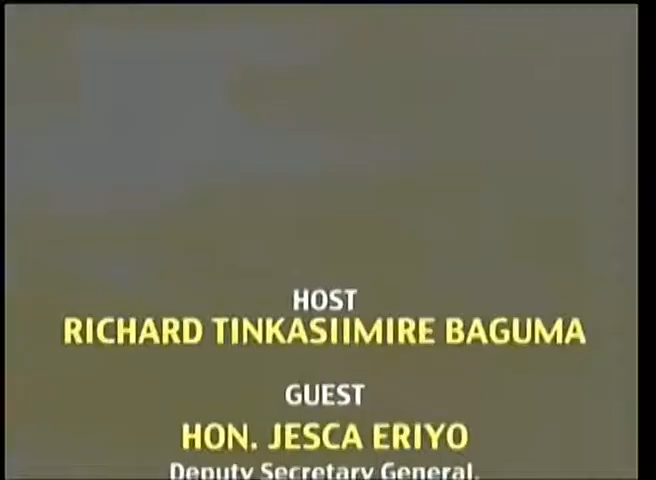 HOST
RICHARD TINKASIIMIRE BAGUMA
GUEST
HON. JESCA ERIYO
Deputy Secretary General,